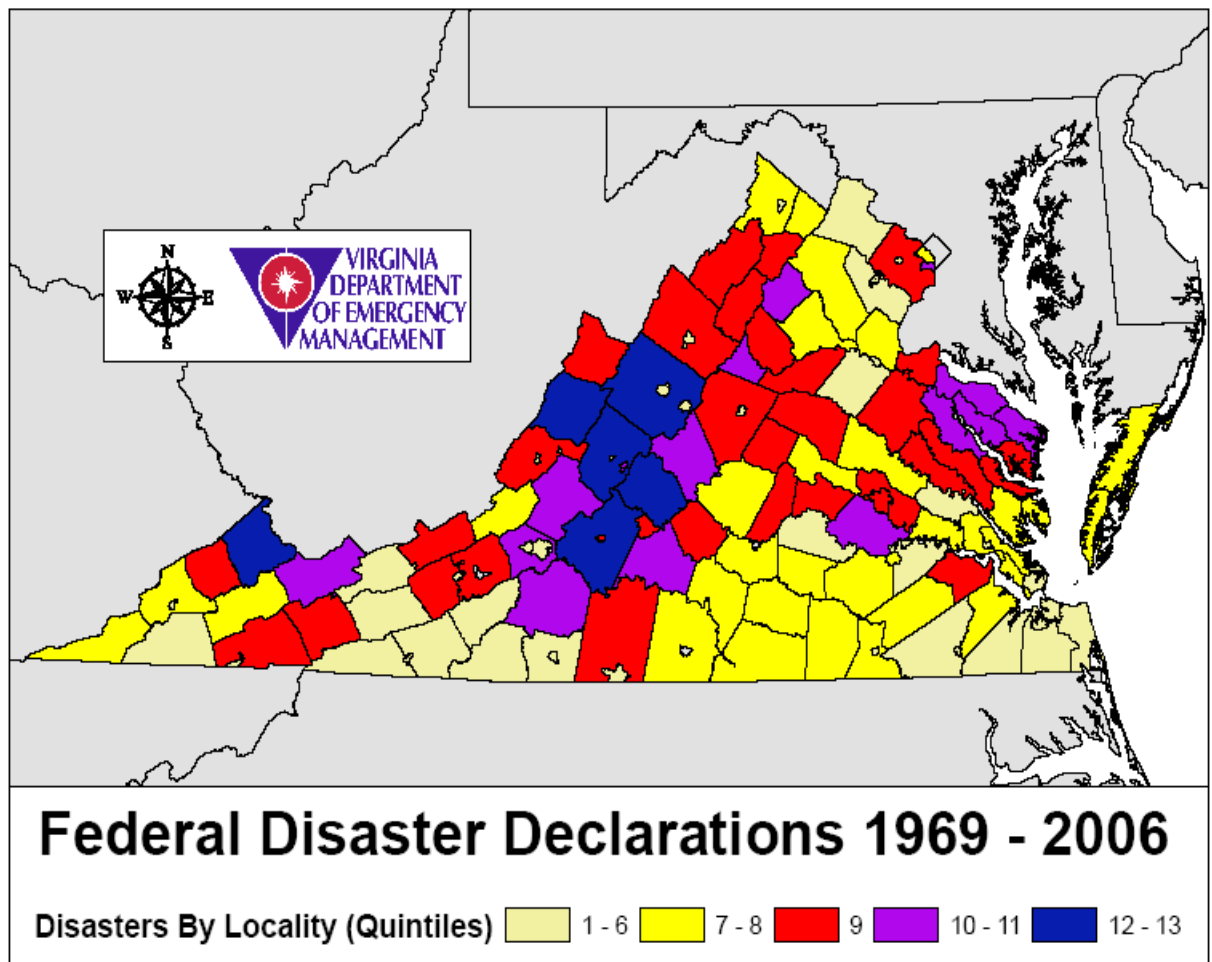 N
W E
S
VIRGINIA
DEPARTMENT
OF EMERGENCY
MANAGEMENT
Federal Disaster Declarations 1969 - 2006
Disasters By Locality (Quintiles) 1 - 6 7 - 8 9 10 - 11 12 - 13